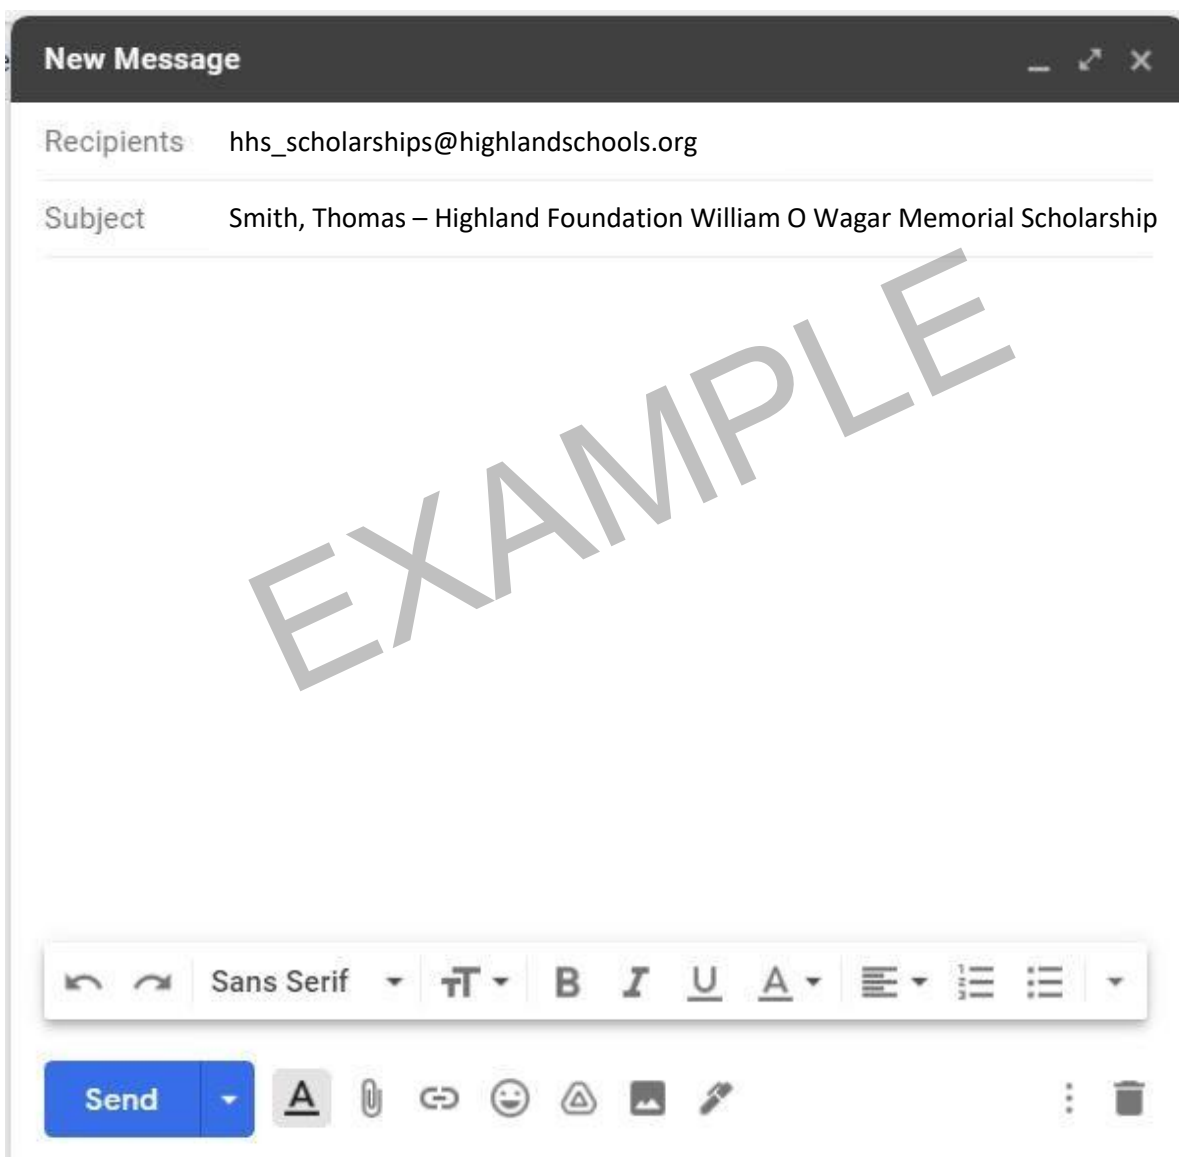 New Message
Recipients hhs_scholarships@highlandschools.org
Subject Smith, Thomas – Highland Foundation William O Wagar Memorial Scholarship
EXAMPLE
Sans Serif B I U A
Send A